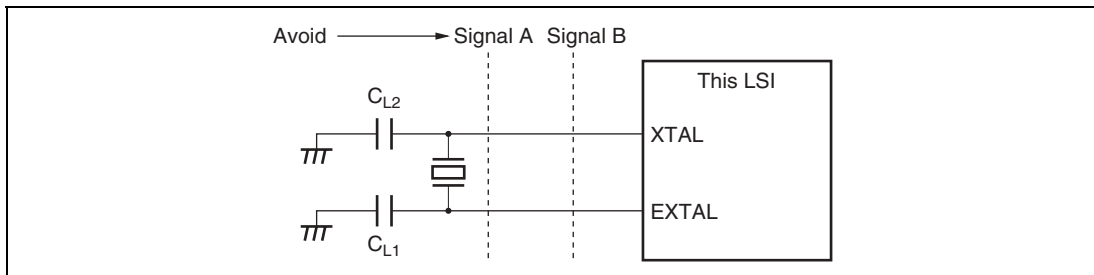 Avoid Signal A Signal B
This LSI
CL2
XTAL
EXTAL
CL1